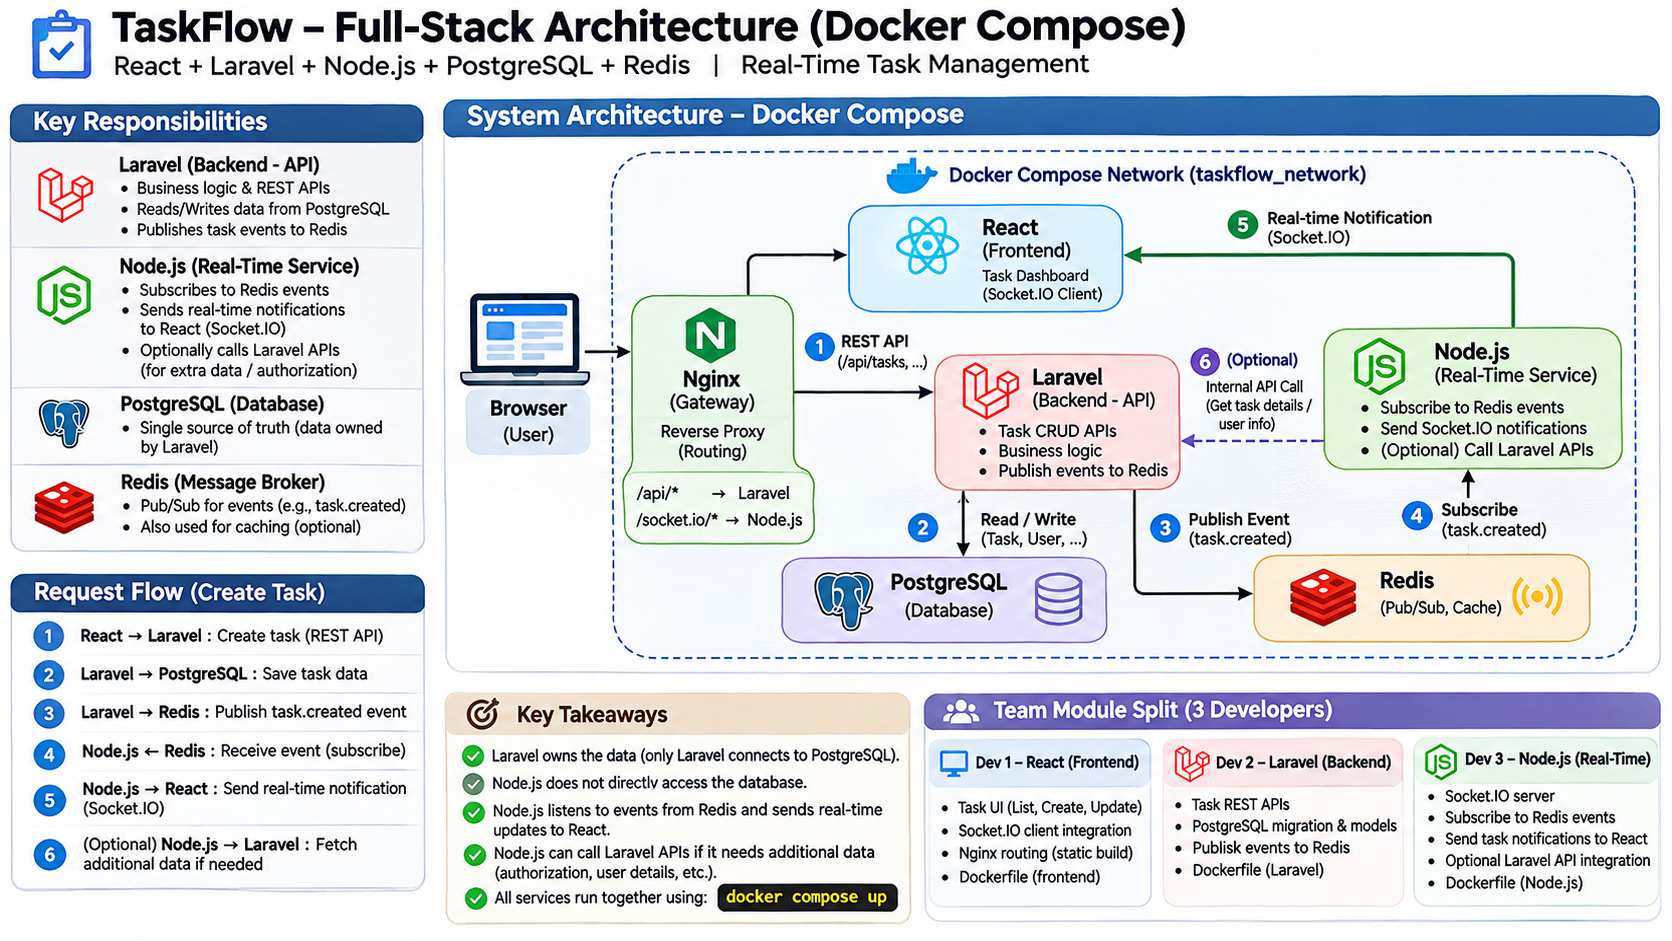 TaskFlow – Full-Stack Architecture (Docker Compose)
React + Laravel + Node.js + PostgreSQL + Redis | Real-Time Task Management
Key Responsibilities
Laravel (Backend - API)
• Business logic & REST APIs
• Reads/Writes data from PostgreSQL
• Publishes task events to Redis
JS
Node.js (Real-Time Service)
• Subscribes to Redis events
• Sends real-time notifications
to React (Socket.IO)
• Optionally calls Laravel APIs
(for extra data / authorization)
PostgreSQL (Database)
• Single source of truth (data owned
by Laravel)
Redis (Message Broker)
• Pub/Sub for events (e.g., task.created)
• Also used for caching (optional)
Request Flow (Create Task)
1 React → Laravel : Create task (REST API)
2 Laravel → PostgreSQL : Save task data
3 Laravel → Redis : Publish task.created event
4 Node.js ← Redis : Receive event (subscribe)
5 Node.js → React : Send real-time notification
(Socket.IO)
6 (Optional) Node.js → Laravel : Fetch
additional data if needed
System Architecture – Docker Compose
Docker Compose Network (taskflow_network)
React
(Frontend)
Task Dashboard
(Socket.IO Client)
5 Real-time Notification
(Socket.IO)
Browser
(User)
N
Nginx
(Gateway)
Reverse Proxy
(Routing)
/api/* → Laravel
/socket.io/* → Node.js
1 REST API
(/api/tasks, ...)
Laravel
(Backend - API)
• Task CRUD APIs
• Business logic
• Publish events to Redis
6 (Optional)
Internal API Call
(Get task details /
user info)
JS
Node.js
(Real-Time Service)
• Subscribe to Redis events
• Send Socket.IO notifications
• (Optional) Call Laravel APIs
2 Read / Write
(Task, User, ...)
3 Publish Event
(task.created)
4 Subscribe
(task.created)
PostgreSQL
(Database)
Redis
(Pub/Sub, Cache)
Key Takeaways
Laravel owns the data (only Laravel connects to PostgreSQL).
Node.js does not directly access the database.
Node.js listens to events from Redis and sends real-time
updates to React.
Node.js can call Laravel APIs if it needs additional data
(authorization, user details, etc.).
All services run together using: docker compose up
Team Module Split (3 Developers)
Dev 1 – React (Frontend)
• Task UI (List, Create, Update)
• Socket.IO client integration
• Nginx routing (static build)
• Dockerfile (frontend)
Dev 2 – Laravel (Backend)
• Task REST APIs
• PostgreSQL migration & models
• Publisk events to Redis
• Dockerfile (Laravel)
JS
Dev 3 – Node.js (Real-Time)
• Socket.IO server
• Subscribe to Redis events
• Send task notifications to React
• Optional Laravel API integration
• Dockerfile (Node.js)